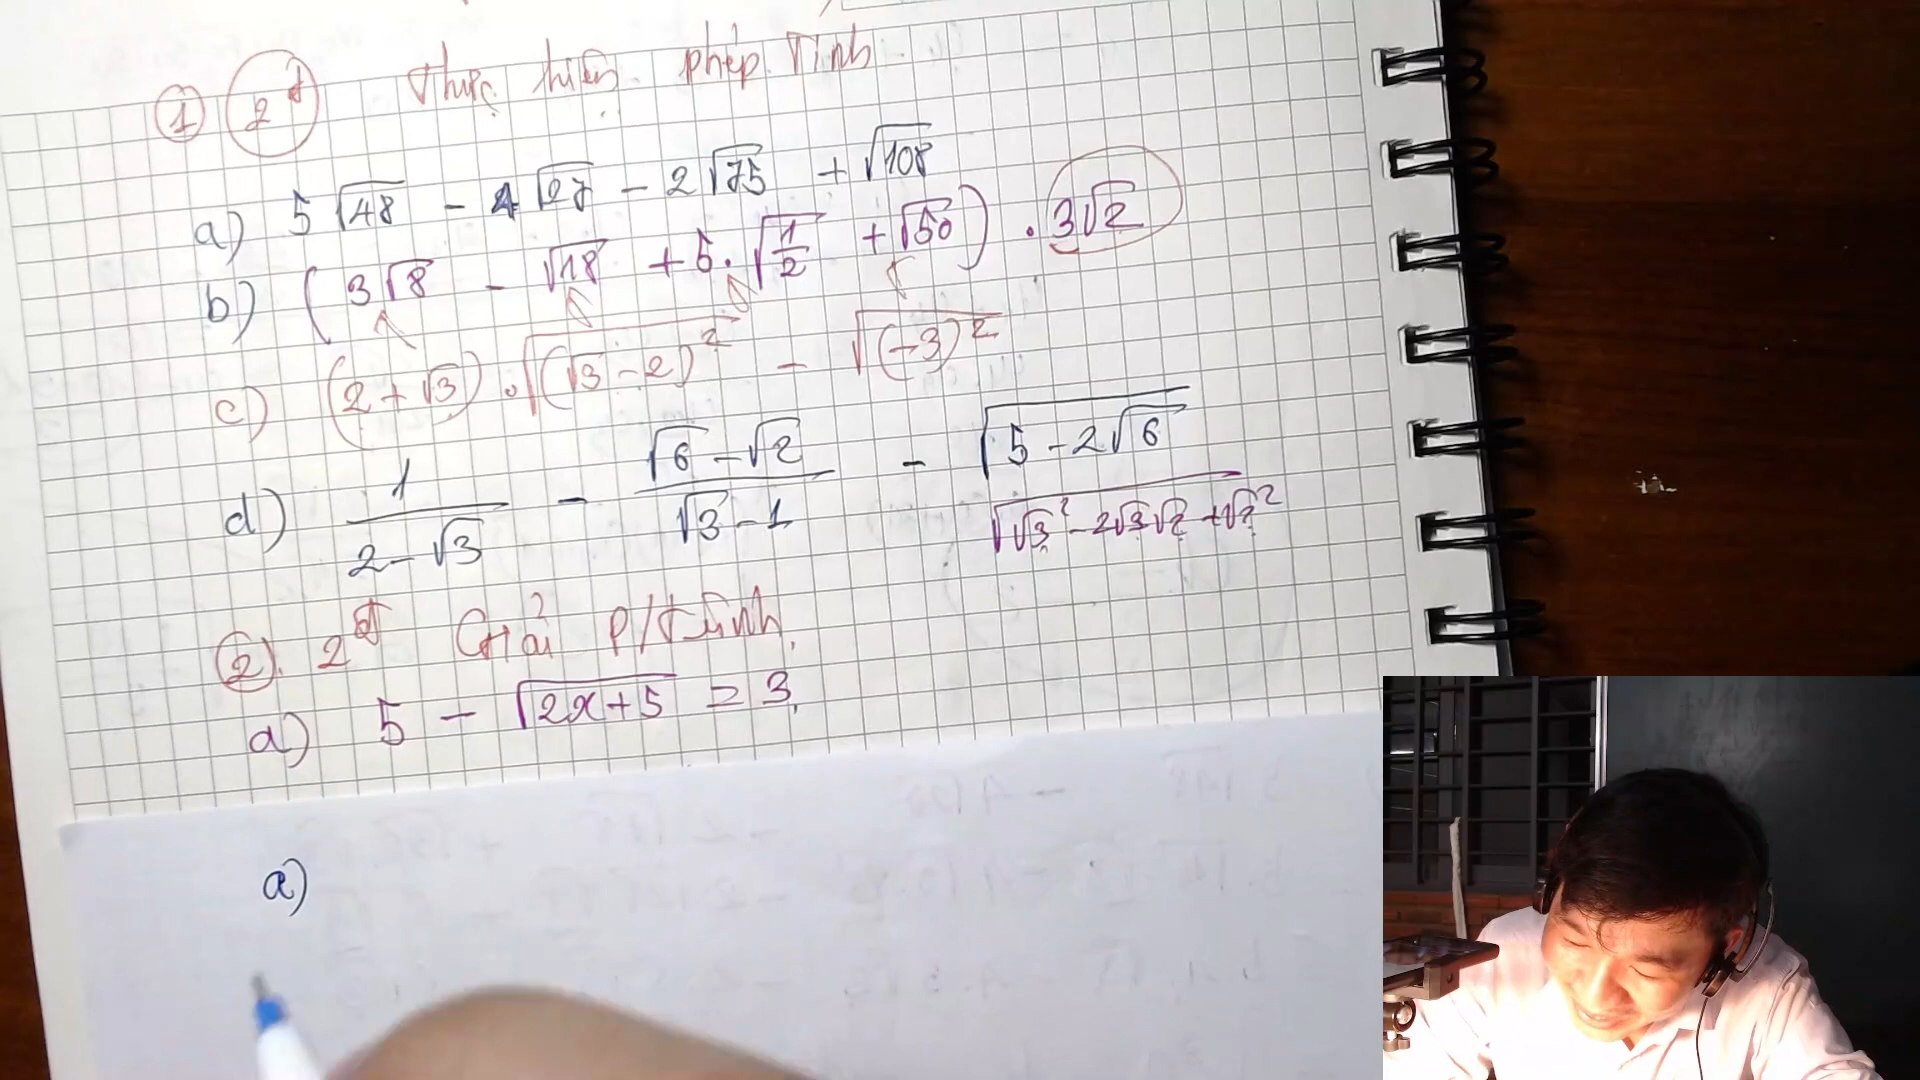 ① 2đ Thực hiện phép Tính
a) 5√48 - 4√27 - 2√75 + √108
b) (3√8 - √18 + 5.√(1/2) + √50) . 3√2
c) (2+√3).√((√3-2)²) - √((-3)²)
d) 1/(2-√3) - (√6-√2)/(√3-1) - √(5-2√6)
√(√3² - 2√3√2 + √2²)
②. 2đ Giải p/trình.
a) 5 - √(2x+5) = 3.
a)